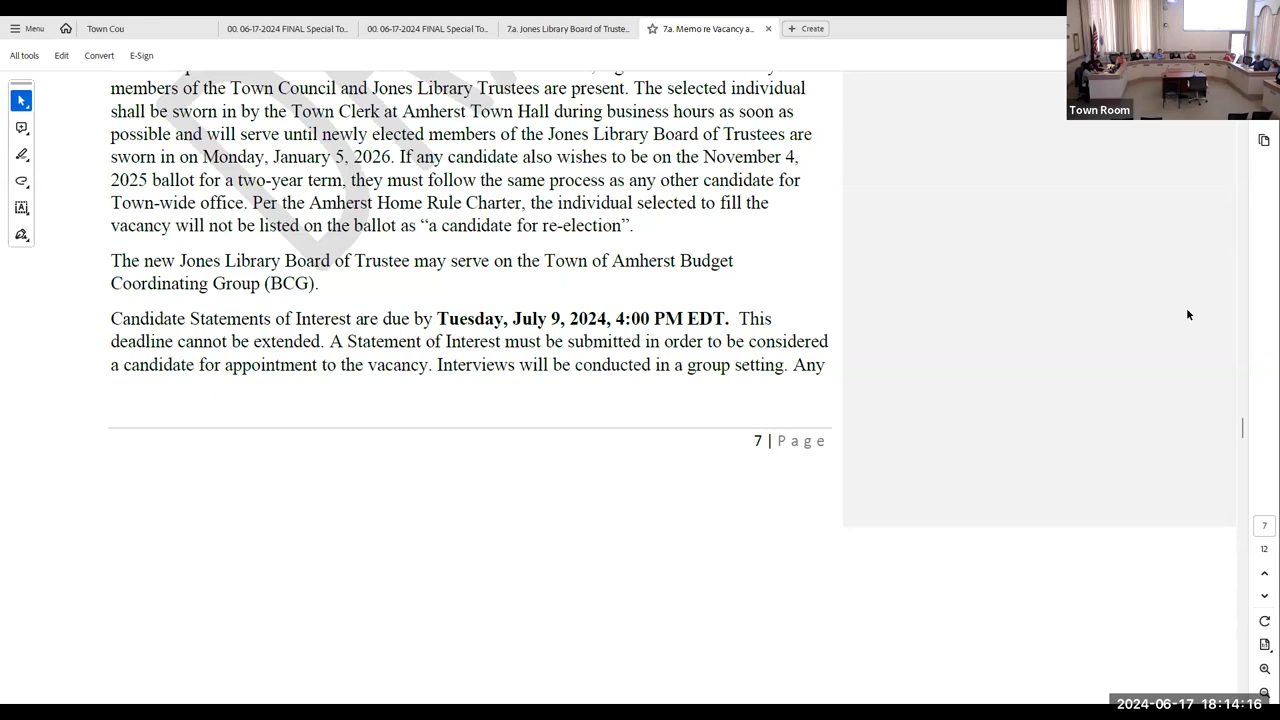 Menu
Town Cou
00. 06-17-2024 FINAL Special To...
00. 06-17-2024 FINAL Special To...
7a. Jones Library Board of Truste...
7a. Memo re Vacancy a...
Create
All tools
Edit
Convert
E-Sign
Town Room
members of the Town Council and Jones Library Trustees are present. The selected individual
shall be sworn in by the Town Clerk at Amherst Town Hall during business hours as soon as
possible and will serve until newly elected members of the Jones Library Board of Trustees are
sworn in on Monday, January 5, 2026. If any candidate also wishes to be on the November 4,
2025 ballot for a two-year term, they must follow the same process as any other candidate for
Town-wide office. Per the Amherst Home Rule Charter, the individual selected to fill the
vacancy will not be listed on the ballot as “a candidate for re-election”.
The new Jones Library Board of Trustee may serve on the Town of Amherst Budget
Coordinating Group (BCG).
Candidate Statements of Interest are due by Tuesday, July 9, 2024, 4:00 PM EDT. This
deadline cannot be extended. A Statement of Interest must be submitted in order to be considered
a candidate for appointment to the vacancy. Interviews will be conducted in a group setting. Any
7 | Page
7
12
2024-06-17 18:14:16